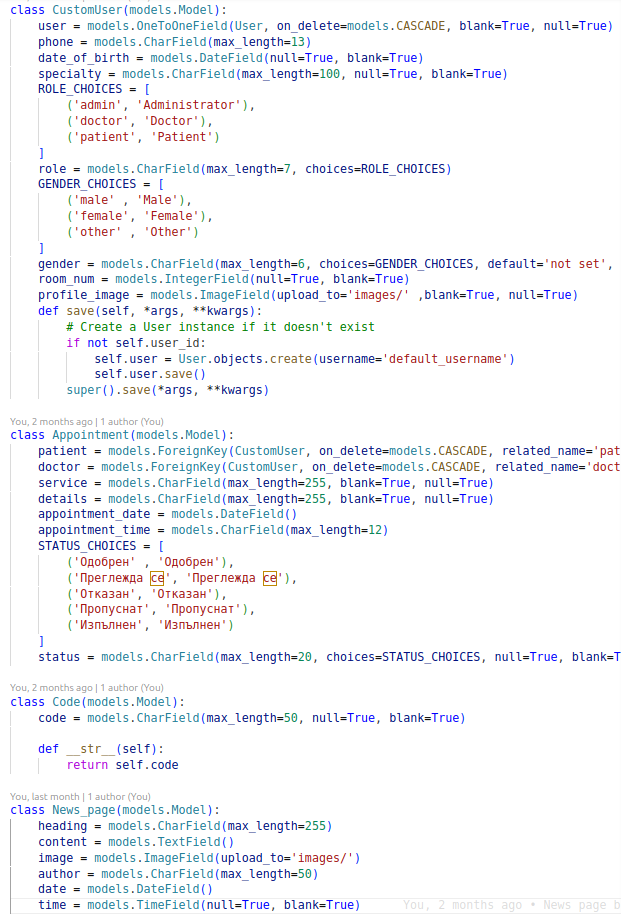 class CustomUser(models.Model):
    user = models.OneToOneField(User, on_delete=models.CASCADE, blank=True, null=True)
    phone = models.CharField(max_length=13)
    date_of_birth = models.DateField(null=True, blank=True)
    specialty = models.CharField(max_length=100, null=True, blank=True)
    ROLE_CHOICES = [
        ('admin', 'Administrator'),
        ('doctor', 'Doctor'),
        ('patient', 'Patient')
    ]
    role = models.CharField(max_length=7, choices=ROLE_CHOICES)
    GENDER_CHOICES = [
        ('male' , 'Male'),
        ('female', 'Female'),
        ('other' , 'Other')
    ]
    gender = models.CharField(max_length=6, choices=GENDER_CHOICES, default='not set',
    room_num = models.IntegerField(null=True, blank=True)
    profile_image = models.ImageField(upload_to='images/' ,blank=True, null=True)
    def save(self, *args, **kwargs):
        # Create a User instance if it doesn't exist
        if not self.user_id:
            self.user = User.objects.create(username='default_username')
            self.user.save()
        super().save(*args, **kwargs)
You, 2 months ago | 1 author (You)
class Appointment(models.Model):
    patient = models.ForeignKey(CustomUser, on_delete=models.CASCADE, related_name='pat
    doctor = models.ForeignKey(CustomUser, on_delete=models.CASCADE, related_name='doct
    service = models.CharField(max_length=255, blank=True, null=True)
    details = models.CharField(max_length=255, blank=True, null=True)
    appointment_date = models.DateField()
    appointment_time = models.CharField(max_length=12)
    STATUS_CHOICES = [
        ('Одобрен' , 'Одобрен'),
        ('Преглежда се', 'Преглежда се'),
        ('Отказан', 'Отказан'),
        ('Пропуснат', 'Пропуснат'),
        ('Изпълнен', 'Изпълнен')
    ]
    status = models.CharField(max_length=20, choices=STATUS_CHOICES, null=True, blank=T
You, 2 months ago | 1 author (You)
class Code(models.Model):
    code = models.CharField(max_length=50, null=True, blank=True)
    def __str__(self):
        return self.code
You, last month | 1 author (You)
class News_page(models.Model):
    heading = models.CharField(max_length=255)
    content = models.TextField()
    image = models.ImageField(upload_to='images/')
    author = models.CharField(max_length=50)
    date = models.DateField()
    time = models.TimeField(null=True, blank=True)      You, 2 months ago • News page b